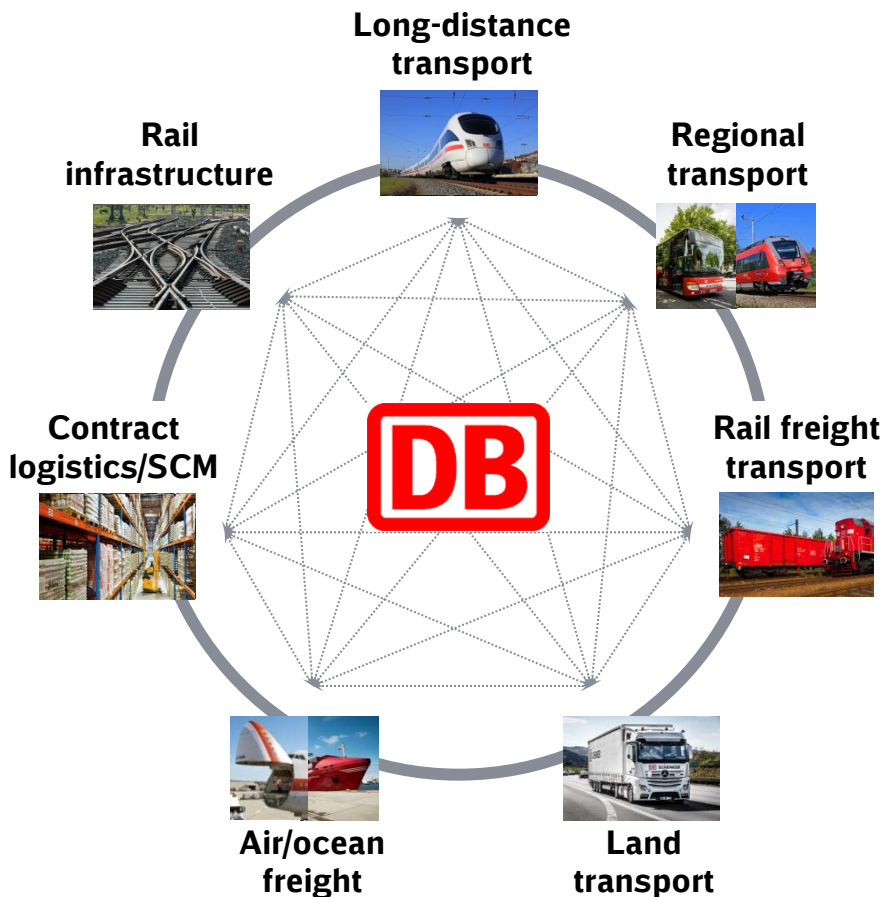 Long-distance
transport
Rail
infrastructure
Regional
transport
Contract
logistics/SCM
DB
Rail freight
transport
Air/ocean
freight
Land
transport